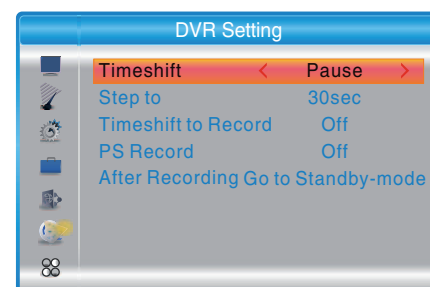 DVR Setting
Timeshift < Pause >
Step to 30sec
Timeshift to Record Off
PS Record Off
After Recording Go to Standby-mode